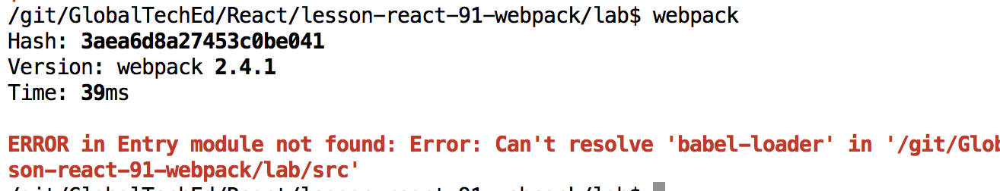 /git/GlobalTechEd/React/lesson-react-91-webpack/lab$ webpack
Hash: 3aea6d8a27453c0be041
Version: webpack 2.4.1
Time: 39ms
ERROR in Entry module not found: Error: Can't resolve 'babel-loader' in '/git/Glob
son-react-91-webpack/lab/src'
/git/GlobalTechEd/React/lesson-react-91-webpack/lab$